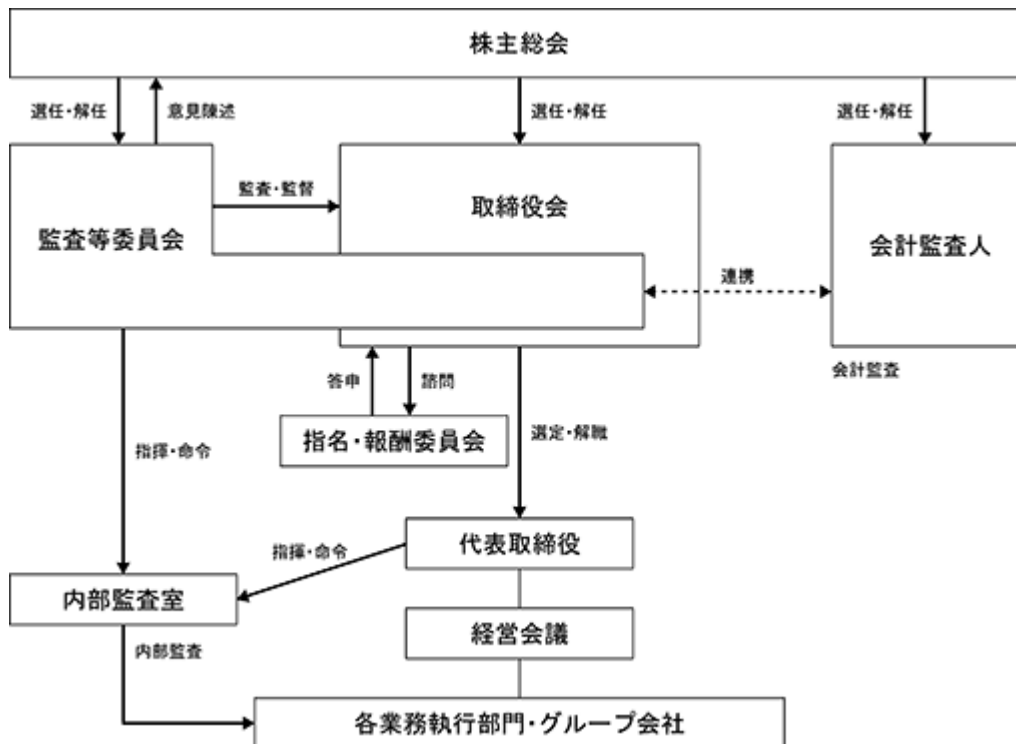 株主総会
選任・解任
意見陳述
選任・解任
選任・解任
監査・監督
取締役会
監査等委員会
会計監査人
連携
会計監査
答申
諮問
指名・報酬委員会
選定・解職
指揮・命令
代表取締役
指揮・命令
内部監査室
経営会議
内部監査
各業務執行部門・グループ会社